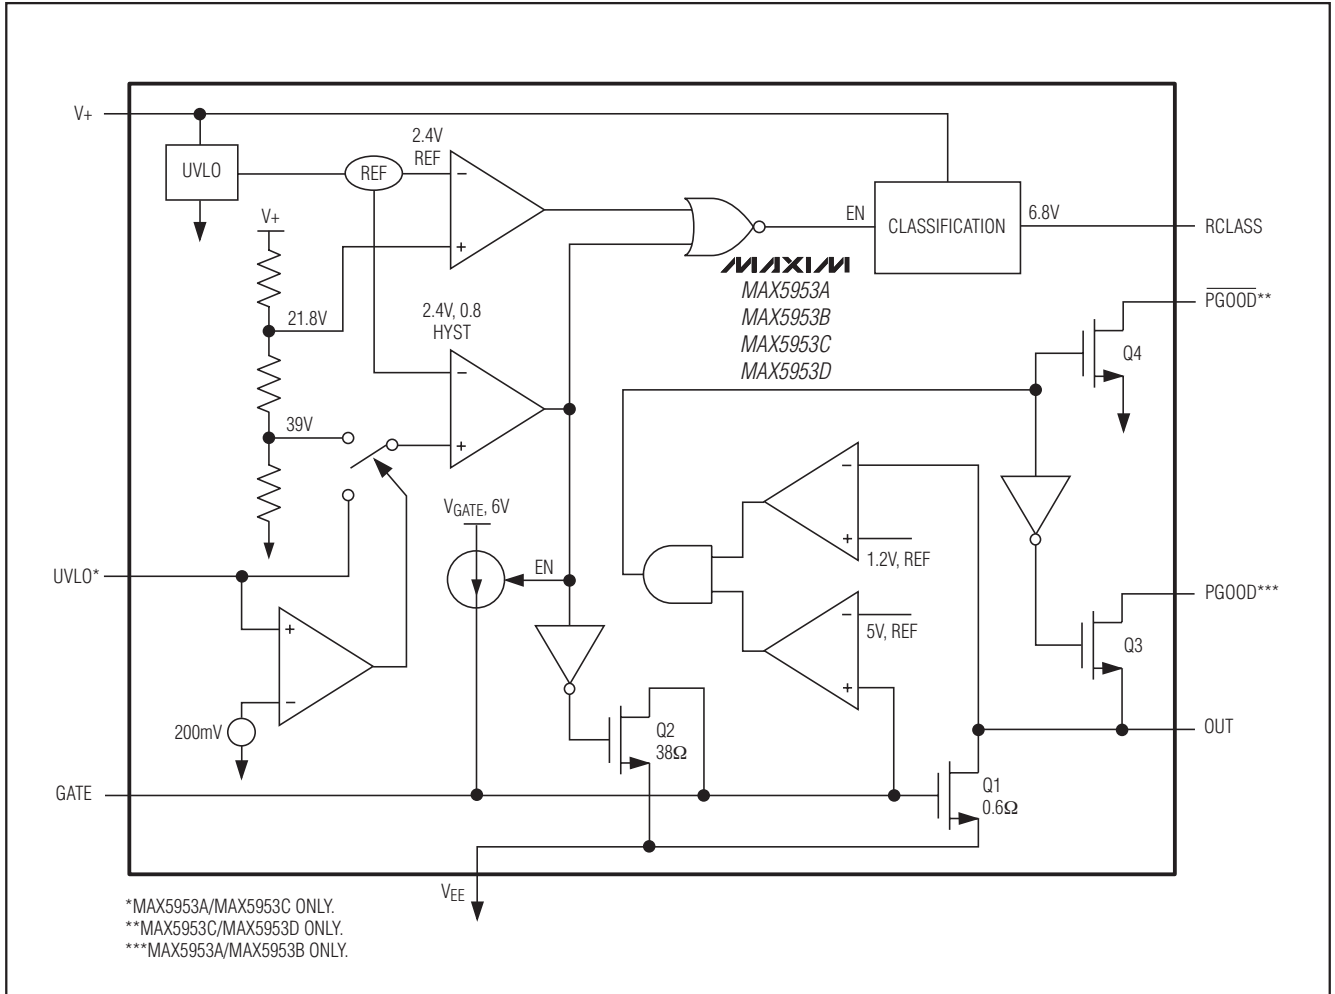 V+
UVLO
REF
2.4V
REF
−
+
V+
21.8V
2.4V, 0.8
HYST
−
+
39V
EN
CLASSIFICATION
6.8V
RCLASS
MAXIM
MAX5953A
MAX5953B
MAX5953C
MAX5953D
PGOOD**
Q4
−
+
1.2V, REF
−
5V, REF
+
VGATE, 6V
EN
UVLO*
+
−
200mV
Q2
38Ω
PGOOD***
Q3
OUT
GATE
Q1
0.6Ω
VEE
*MAX5953A/MAX5953C ONLY.
**MAX5953C/MAX5953D ONLY.
***MAX5953A/MAX5953B ONLY.